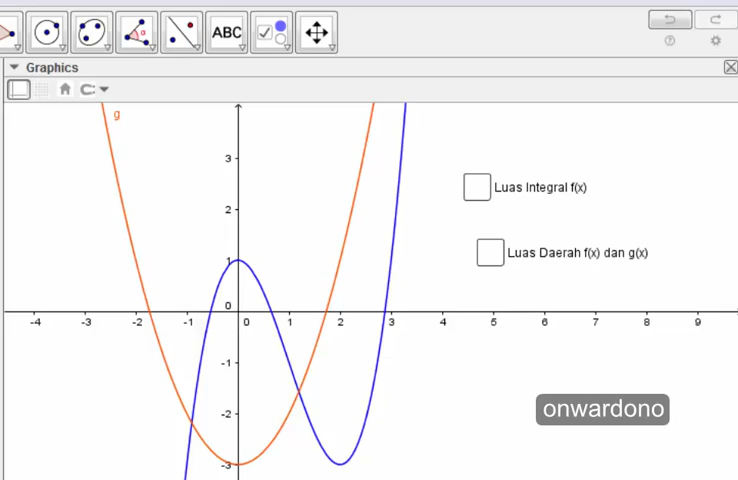 ABC
Graphics
g
3
2
1
0
-4 -3 -2 -1 0 1 2 3 4 5 6 7 8 9
-1
-2
-3
Luas Integral f(x)
Luas Daerah f(x) dan g(x)
onwardono